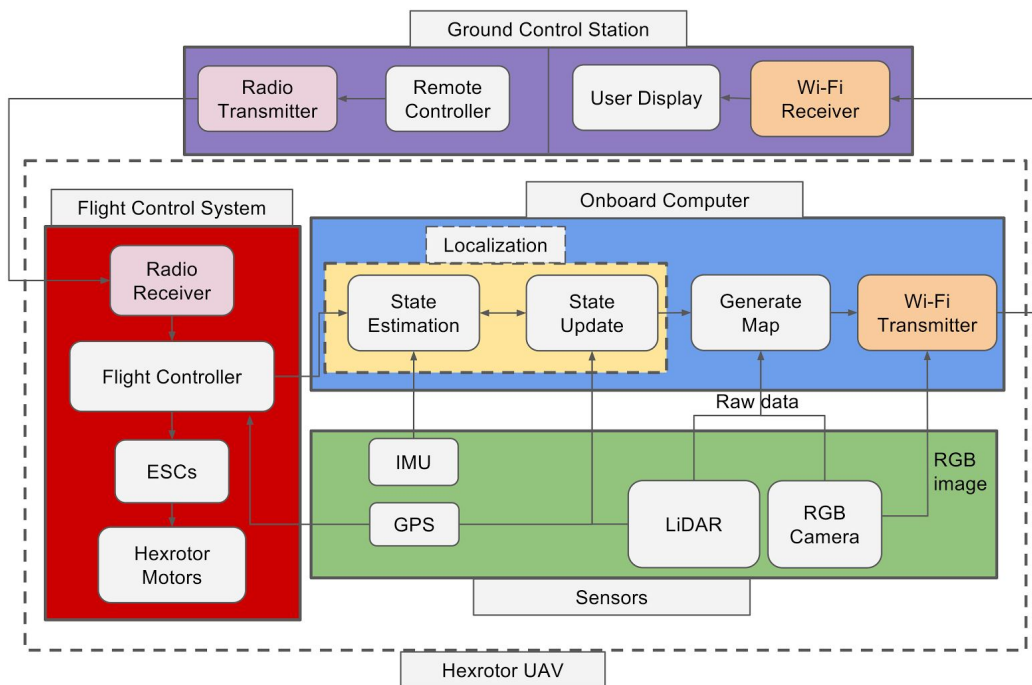 Ground Control Station
Radio
Transmitter
Remote
Controller
User Display
Wi-Fi
Receiver
Flight Control System
Onboard Computer
Localization
Radio
Receiver
State
Estimation
State
Update
Generate
Map
Wi-Fi
Transmitter
Flight Controller
Raw data
ESCs
IMU
GPS
LiDAR
RGB
Camera
RGB
image
Hexrotor
Motors
Sensors
Hexrotor UAV